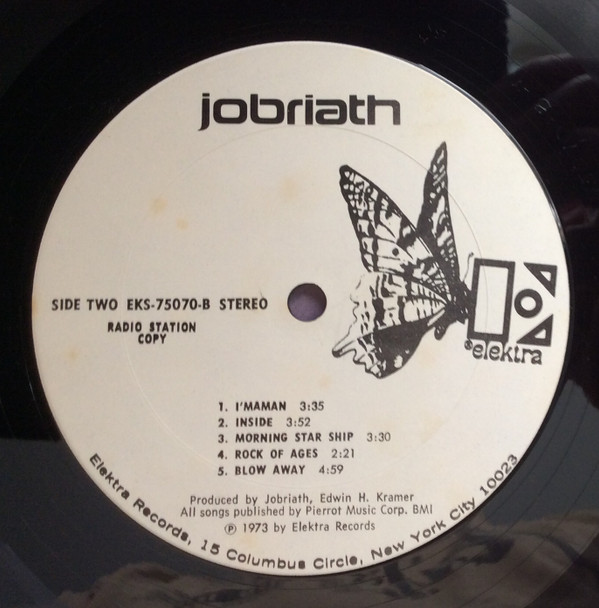 jobriath
SIDE TWO EKS-75070-B STEREO
RADIO STATION
COPY
elektra
1. I'MAMAN 3:35
2. INSIDE 3:52
3. MORNING STAR SHIP 3:30
4. ROCK OF AGES 2:21
5. BLOW AWAY 4:59
Produced by Jobriath, Edwin H. Kramer
All songs published by Pierrot Music Corp. BMI
℗ 1973 by Elektra Records
Elektra Records, 15 Columbus Circle, New York City 10023